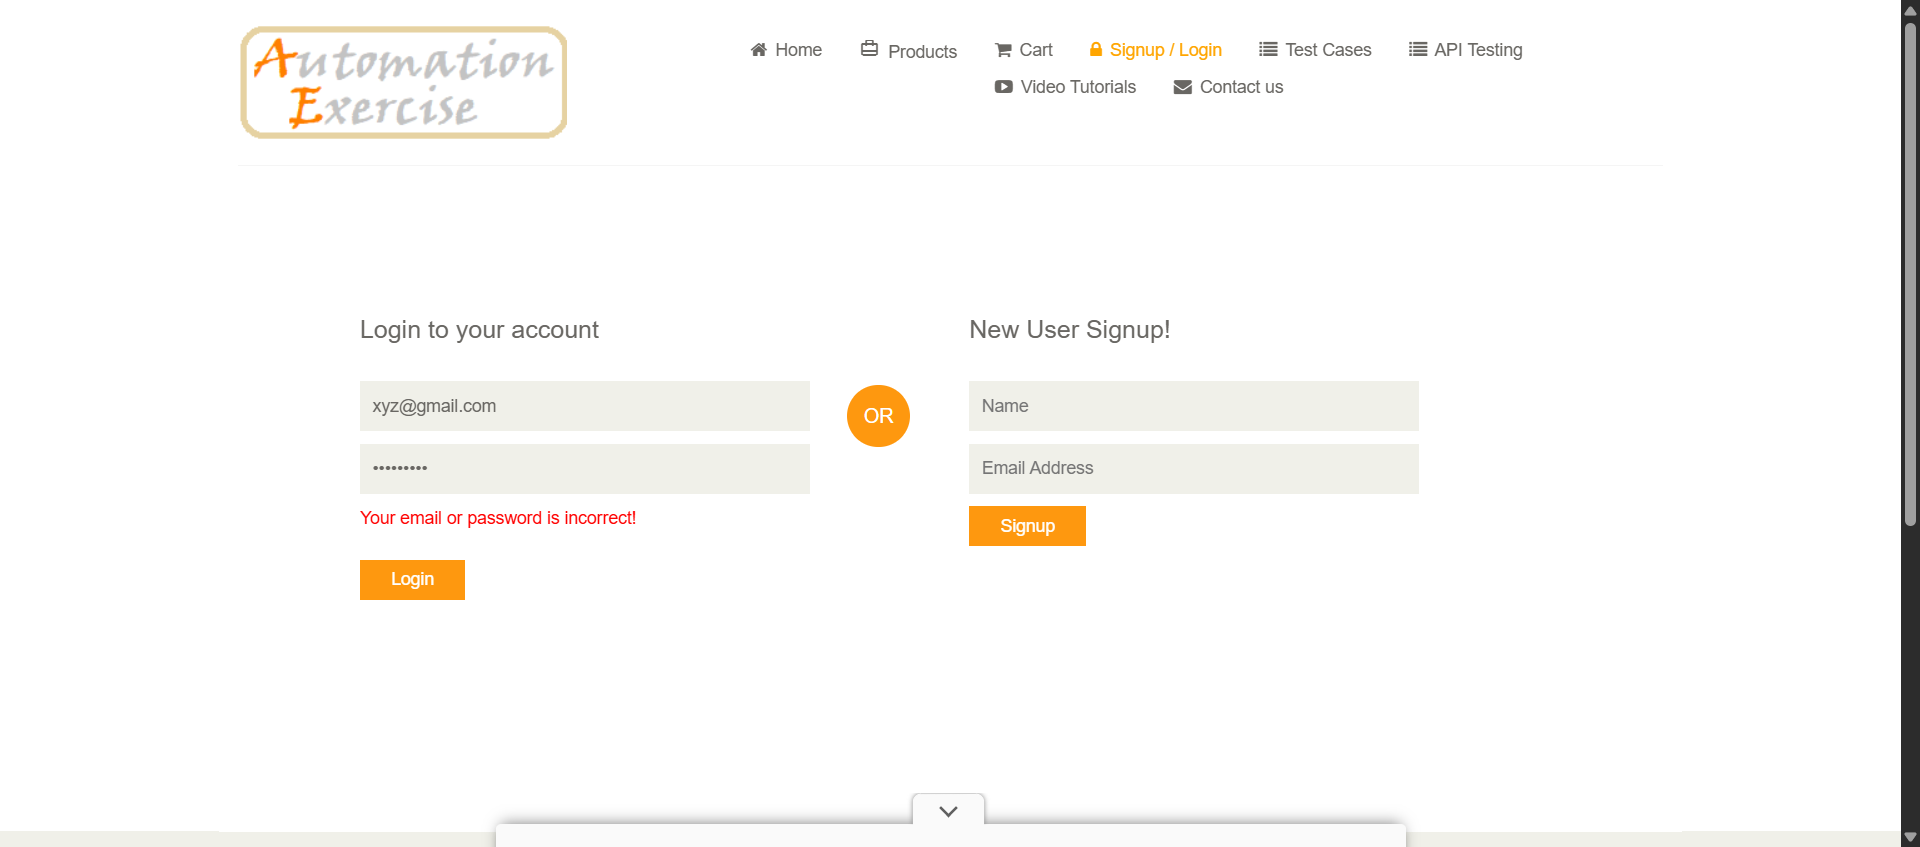 Automation
Exercise
Home Products Cart Signup / Login Test Cases API Testing
Video Tutorials Contact us
Login to your account
xyz@gmail.com
•••••••••
Your email or password is incorrect!
Login
OR
New User Signup!
Name
Email Address
Signup